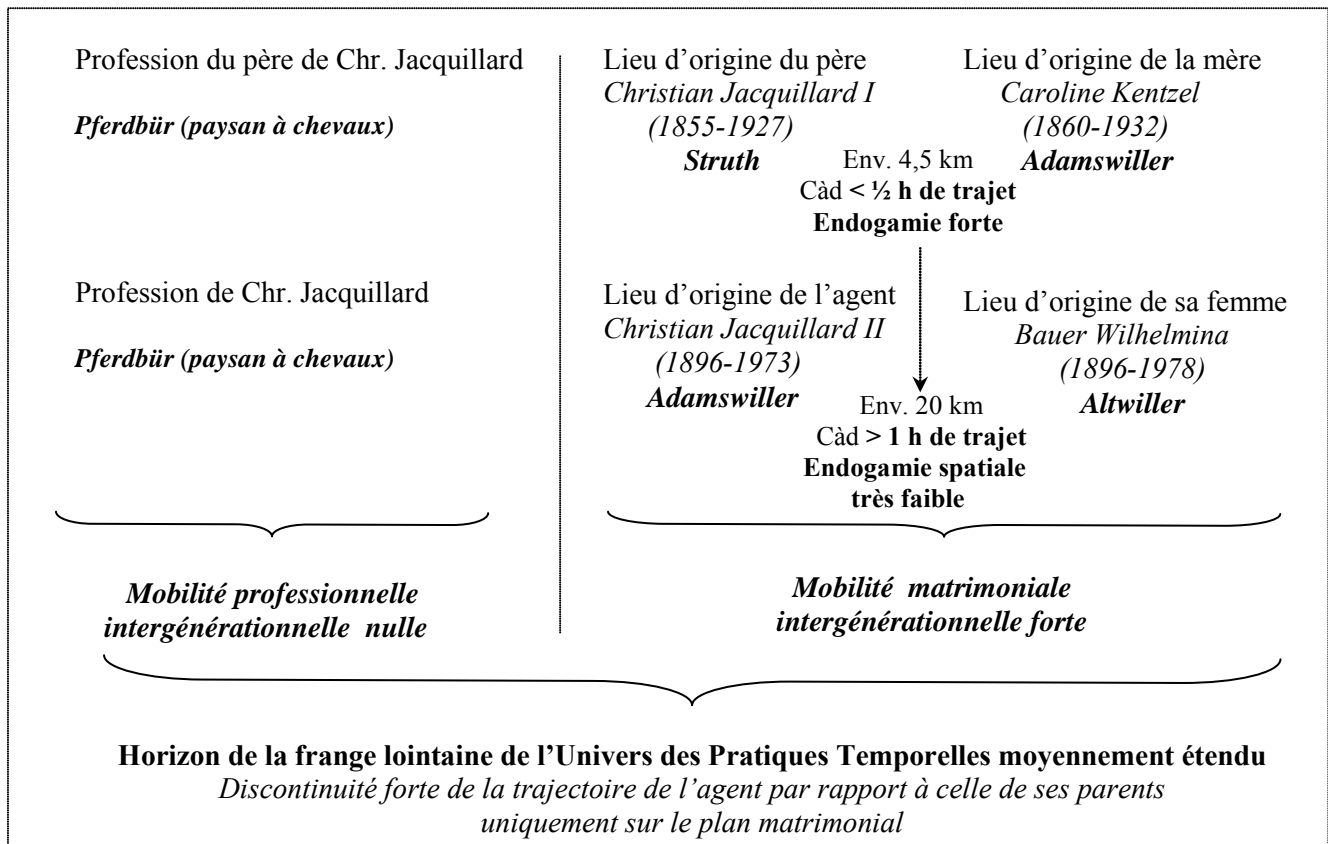 Profession du père de Chr. Jacquillard
Pferdbür (paysan à chevaux)
Lieu d’origine du père
Christian Jacquillard I
(1855-1927)
Struth
Lieu d’origine de la mère
Caroline Kentzel
(1860-1932)
Adamswiller
Env. 4,5 km
Càd < ½ h de trajet
Endogamie forte
Profession de Chr. Jacquillard
Pferdbür (paysan à chevaux)
Lieu d’origine de l’agent
Christian Jacquillard II
(1896-1973)
Adamswiller
Lieu d’origine de sa femme
Bauer Wilhelmina
(1896-1978)
Altwiller
Env. 20 km
Càd > 1 h de trajet
Endogamie spatiale
très faible
Mobilité professionnelle
intergénérationnelle nulle
Mobilité matrimoniale
intergénérationnelle forte
Horizon de la frange lointaine de l’Univers des Pratiques Temporelles moyennement étendu
Discontinuité forte de la trajectoire de l’agent par rapport à celle de ses parents
uniquement sur le plan matrimonial